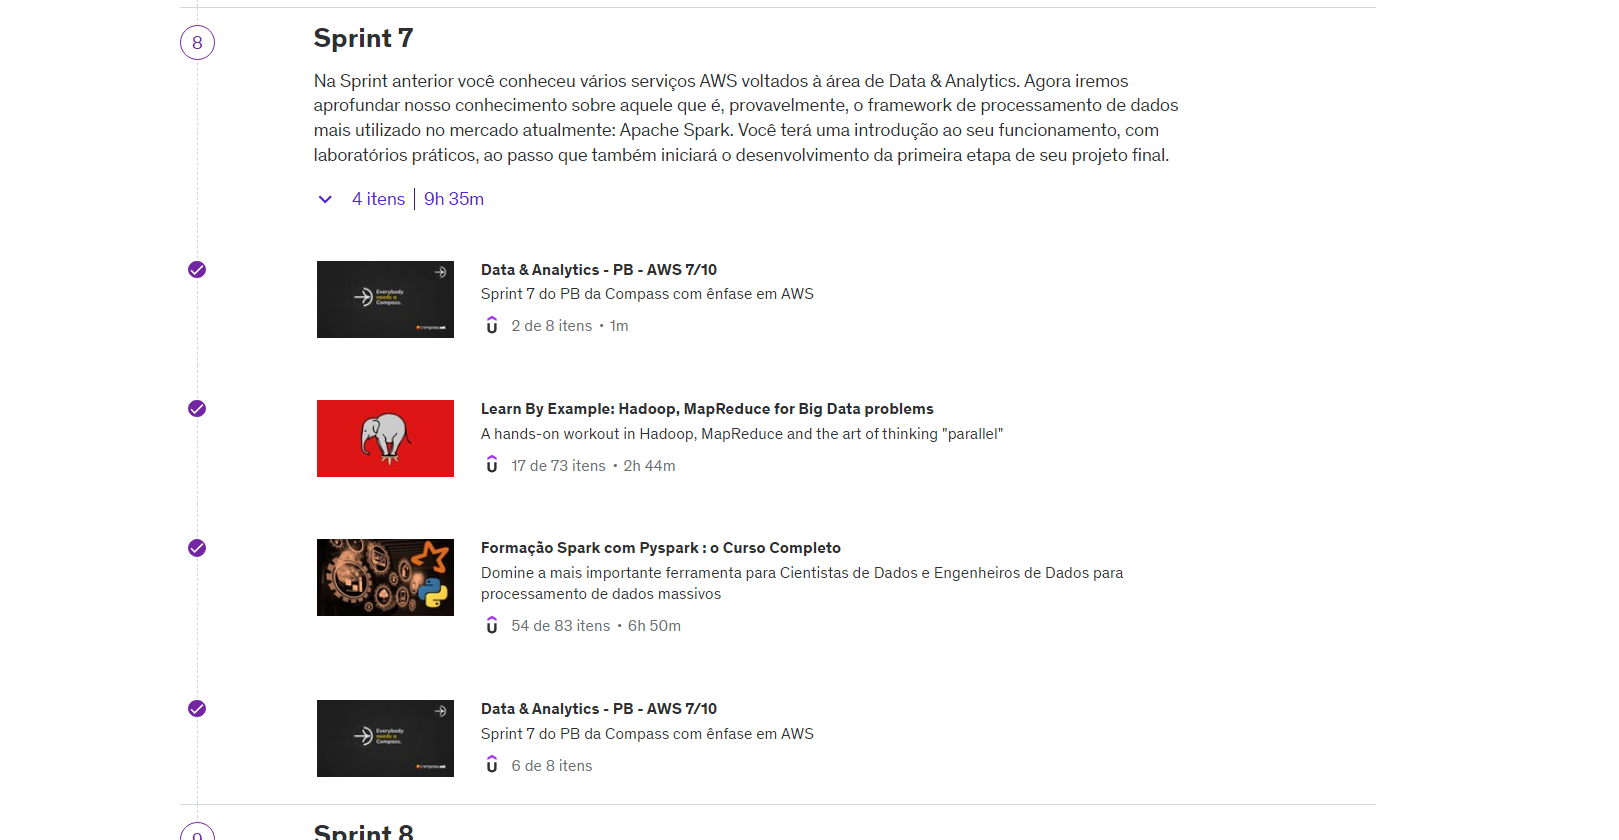 8
Sprint 7
Na Sprint anterior você conheceu vários serviços AWS voltados à área de Data & Analytics. Agora iremos
aprofundar nosso conhecimento sobre aquele que é, provavelmente, o framework de processamento de dados
mais utilizado no mercado atualmente: Apache Spark. Você terá uma introdução ao seu funcionamento, com
laboratórios práticos, ao passo que também iniciará o desenvolvimento da primeira etapa de seu projeto final.
4 itens | 9h 35m
Everybody
needs a
Compass.
Data & Analytics - PB - AWS 7/10
Sprint 7 do PB da Compass com ênfase em AWS
2 de 8 itens • 1m
Learn By Example: Hadoop, MapReduce for Big Data problems
A hands-on workout in Hadoop, MapReduce and the art of thinking "parallel"
17 de 73 itens • 2h 44m
Formação Spark com Pyspark : o Curso Completo
Domine a mais importante ferramenta para Cientistas de Dados e Engenheiros de Dados para
processamento de dados massivos
54 de 83 itens • 6h 50m
Everybody
needs a
Compass.
Data & Analytics - PB - AWS 7/10
Sprint 7 do PB da Compass com ênfase em AWS
6 de 8 itens
9
Sprint 8